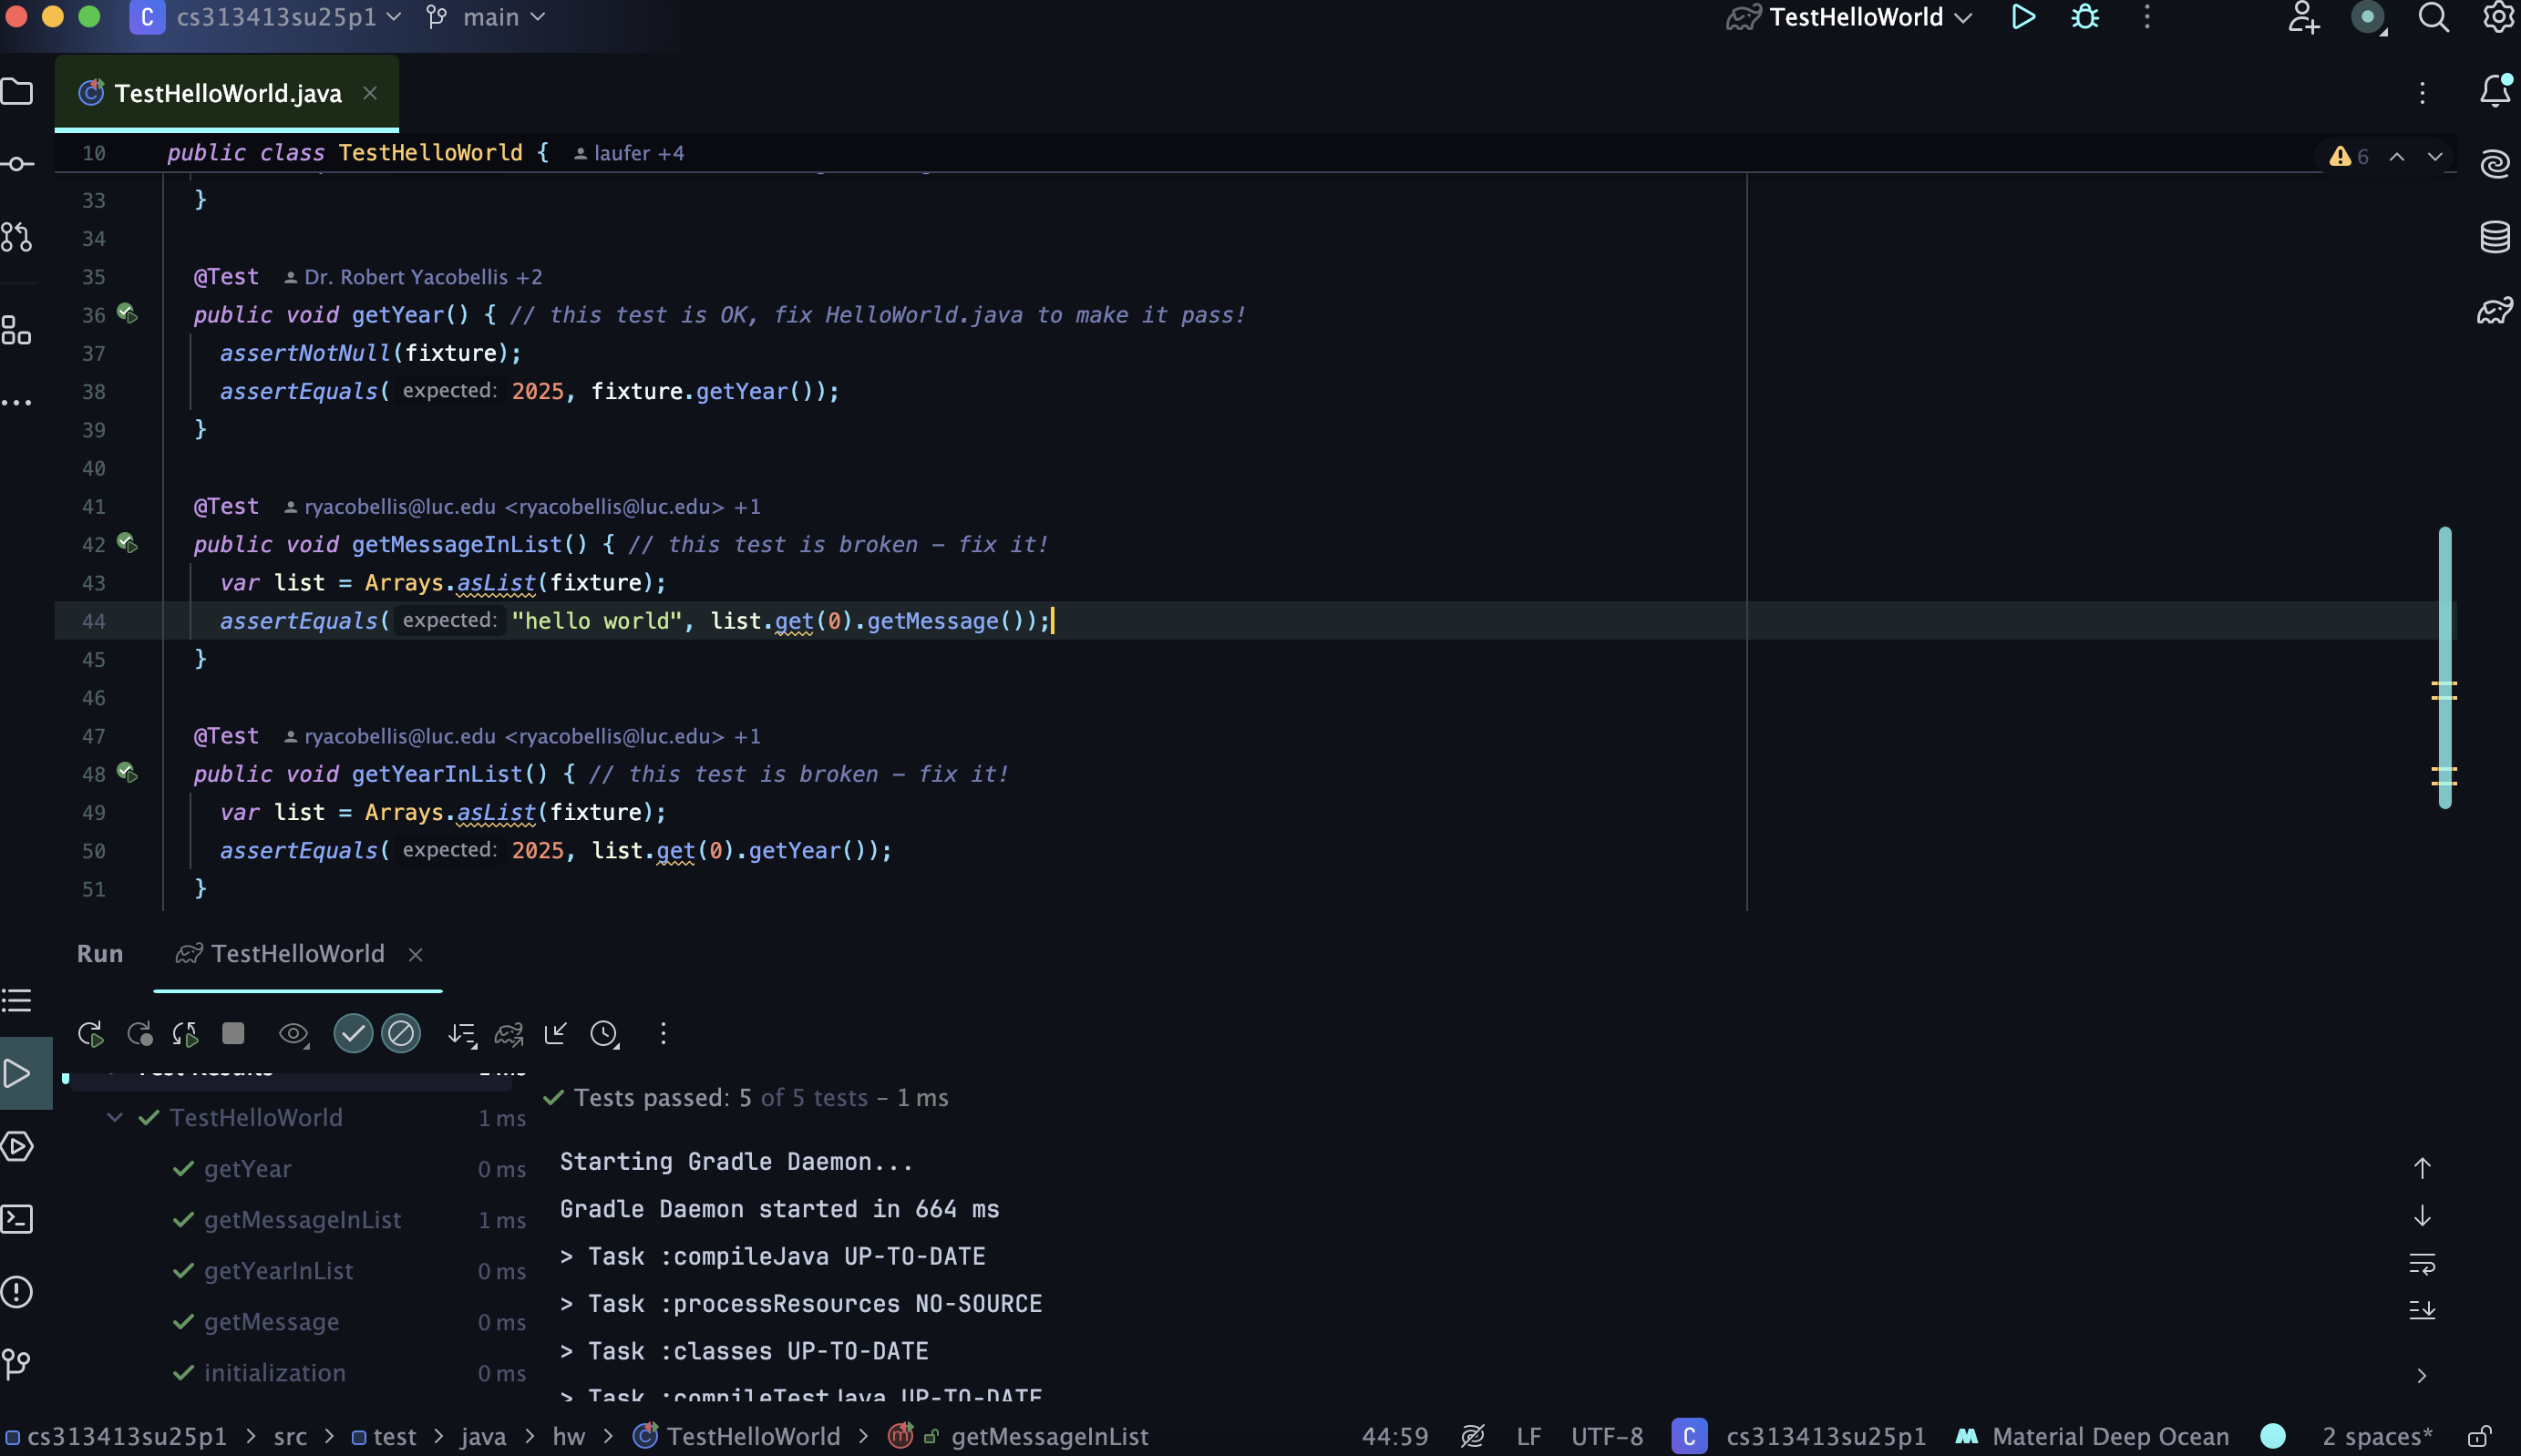 C cs313413su25p1 main TestHelloWorld
TestHelloWorld.java
10 public class TestHelloWorld { laufer +4 6
33 }
34
35 @Test Dr. Robert Yacobellis +2
36 public void getYear() { // this test is OK, fix HelloWorld.java to make it pass!
37 assertNotNull(fixture);
38 assertEquals( expected: 2025, fixture.getYear());
39 }
40
41 @Test ryacobellis@luc.edu <ryacobellis@luc.edu> +1
42 public void getMessageInList() { // this test is broken – fix it!
43 var list = Arrays.asList(fixture);
44 assertEquals( expected: "hello world", list.get(0).getMessage());
45 }
46
47 @Test ryacobellis@luc.edu <ryacobellis@luc.edu> +1
48 public void getYearInList() { // this test is broken – fix it!
49 var list = Arrays.asList(fixture);
50 assertEquals( expected: 2025, list.get(0).getYear());
51 }
Run TestHelloWorld
Test Results
TestHelloWorld 1 ms
getYear 0 ms
getMessageInList 1 ms
getYearInList 0 ms
getMessage 0 ms
initialization 0 ms
Tests passed: 5 of 5 tests – 1 ms
Starting Gradle Daemon...
Gradle Daemon started in 664 ms
> Task :compileJava UP-TO-DATE
> Task :processResources NO-SOURCE
> Task :classes UP-TO-DATE
> Task :compileTestJava UP-TO-DATE
cs313413su25p1 > src > test > java > hw > TestHelloWorld > getMessageInList 44:59 LF UTF-8 C cs313413su25p1 Material Deep Ocean 2 spaces*